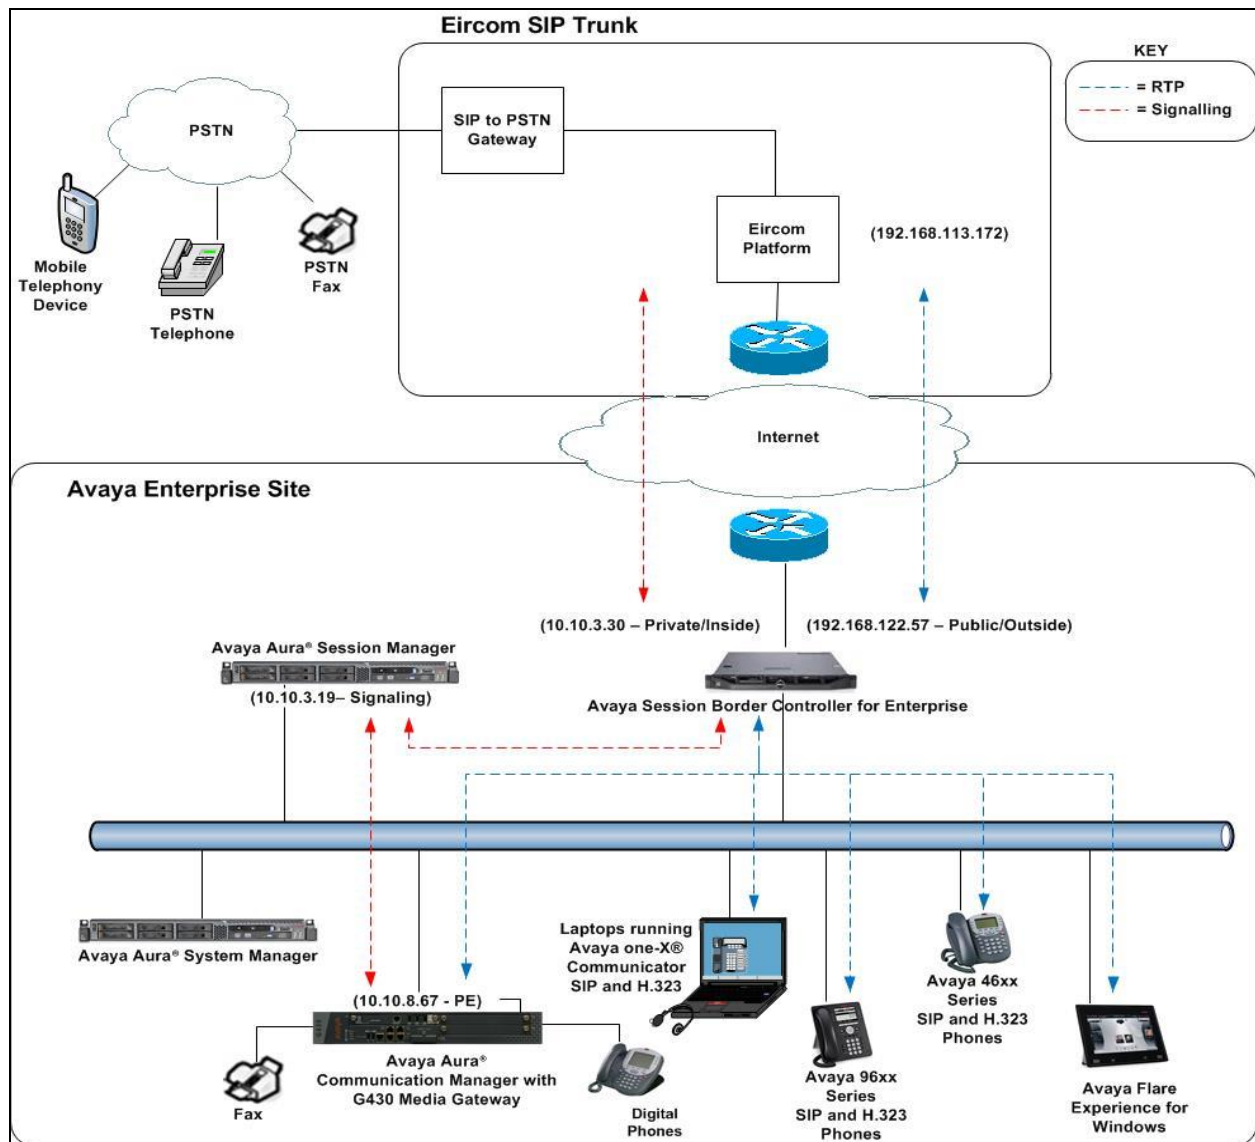 Eircom SIP Trunk
KEY
= RTP
= Signalling
PSTN
SIP to PSTN
Gateway
Eircom
Platform
(192.168.113.172)
Mobile
Telephony
Device
PSTN
Telephone
PSTN
Fax
Internet
Avaya Enterprise Site
(10.10.3.30 – Private/Inside)
(192.168.122.57 – Public/Outside)
Avaya Aura® Session Manager
(10.10.3.19– Signaling)
Avaya Session Border Controller for Enterprise
Avaya Aura® System Manager
Laptops running
Avaya one-X®
Communicator
SIP and H.323
Avaya 46xx
Series
SIP and H.323
Phones
(10.10.8.67 - PE)
Fax
Avaya Aura®
Communication Manager with
G430 Media Gateway
Digital
Phones
Avaya 96xx
Series
SIP and H.323
Phones
Avaya Flare
Experience for
Windows